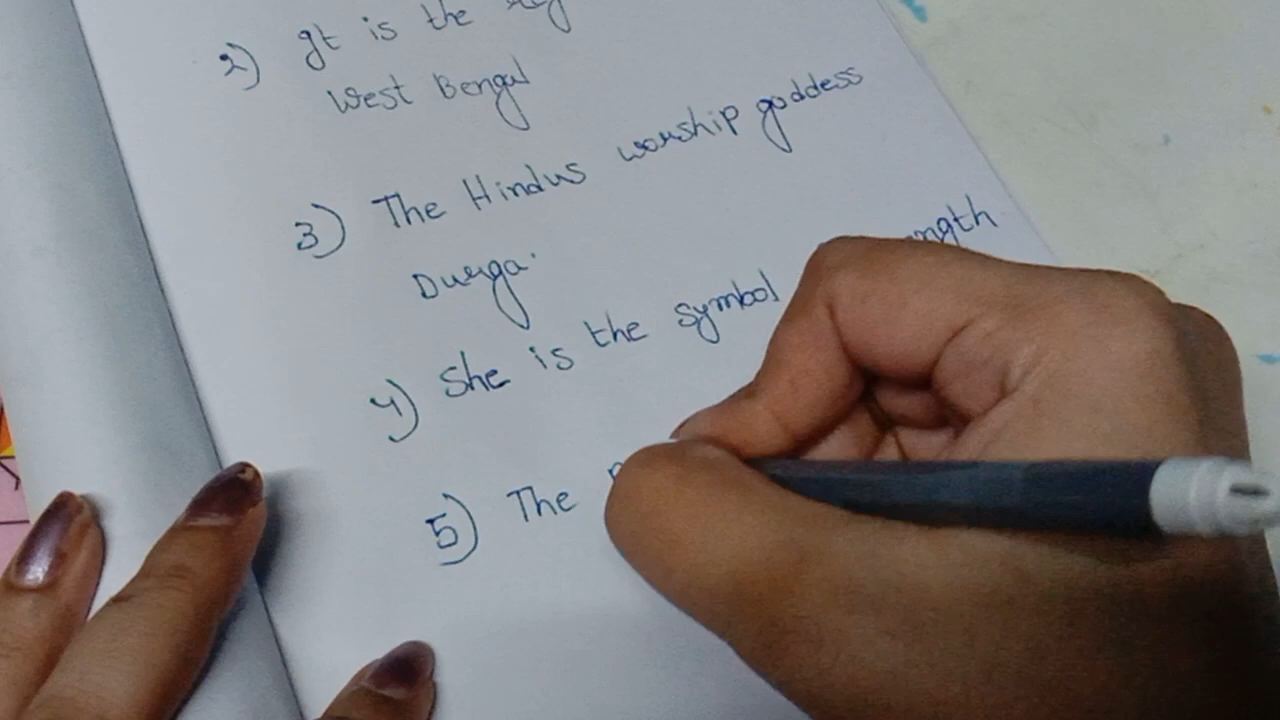 2) It is the
West Bengal
3) The Hindus worship goddess
Durga.
4) She is the symbol
5) The